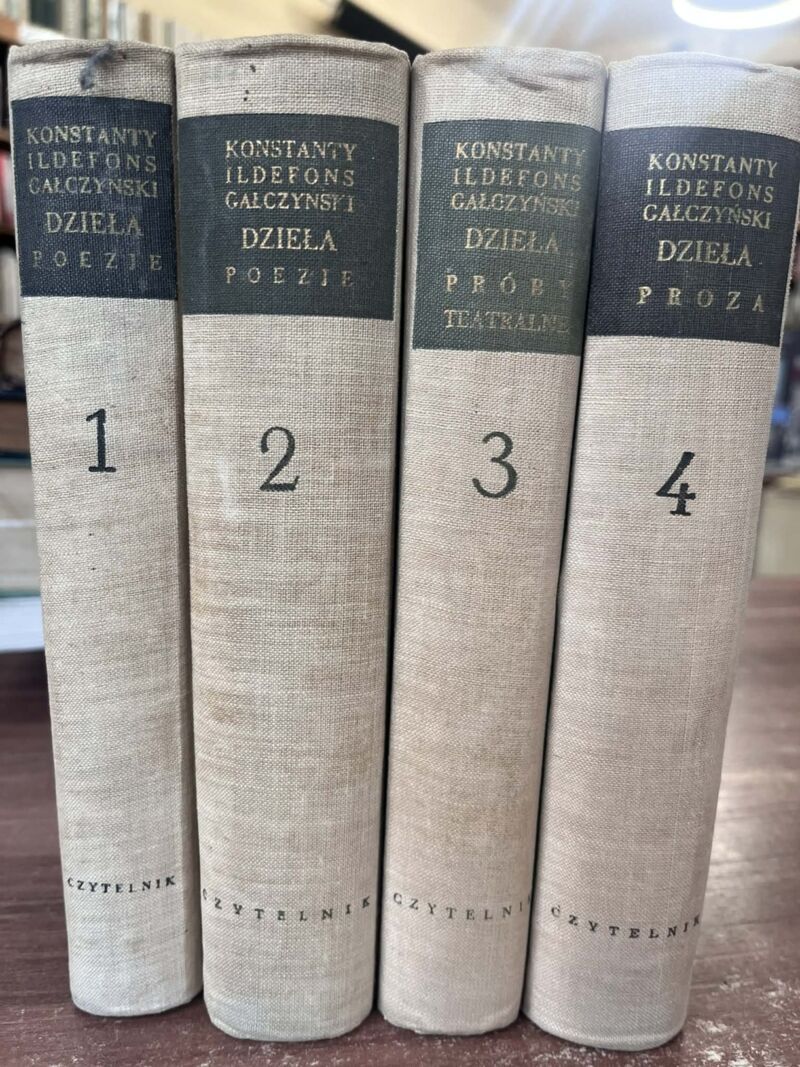 KONSTANTY
ILDEFONS
GAŁCZYŃSKI
DZIEŁA
POEZJE
1
CZYTELNIK
KONSTANTY
ILDEFONS
GAŁCZYŃSKI
DZIEŁA
POEZJE
2
CZYTELNIK
KONSTANTY
ILDEFONS
GAŁCZYŃSKI
DZIEŁA
PRÓBY
TEATRALNE
3
CZYTELNIK
KONSTANTY
ILDEFONS
GAŁCZYŃSKI
DZIEŁA
PROZA
4
CZYTELNIK